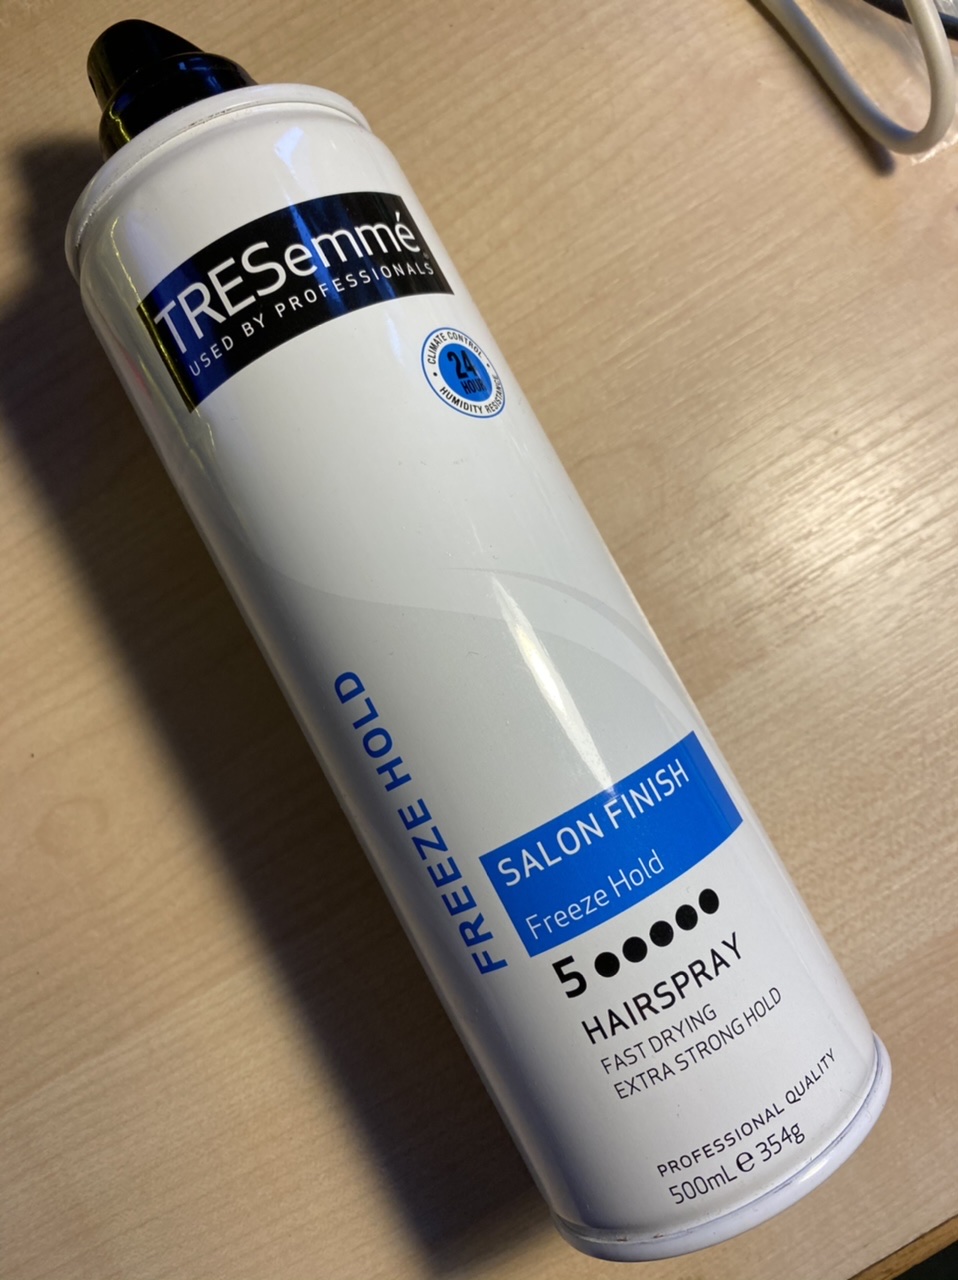 TRESemmé
USED BY PROFESSIONALS
CLIMATE CONTROL
24
HOUR
HUMIDITY RESISTANCE
FREEZE HOLD
SALON FINISH
Freeze Hold
5 ●●●●●
HAIRSPRAY
FAST DRYING
EXTRA STRONG HOLD
PROFESSIONAL QUALITY
500mL ℮ 354g